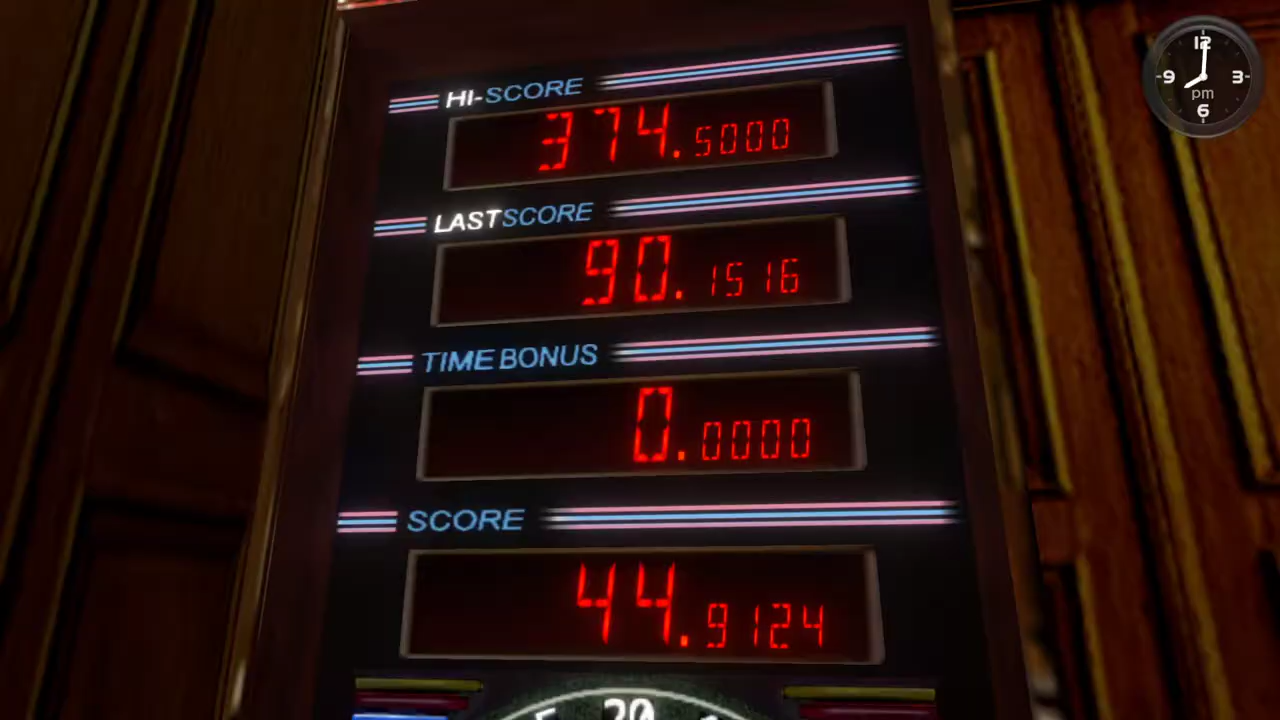 HI-SCORE
374.5000
LASTSCORE
90.1516
TIME BONUS
0.0000
SCORE
44.9124
20
12
9 3
pm
6